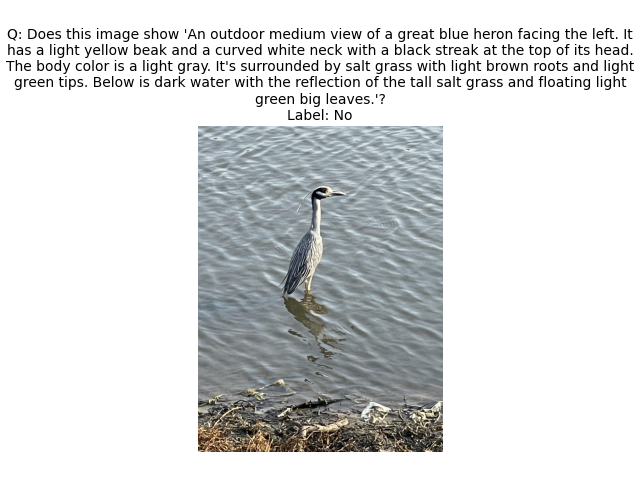 Q: Does this image show 'An outdoor medium view of a great blue heron facing the left. It
has a light yellow beak and a curved white neck with a black streak at the top of its head.
The body color is a light gray. It's surrounded by salt grass with light brown roots and light
green tips. Below is dark water with the reflection of the tall salt grass and floating light
green big leaves.'?
Label: No